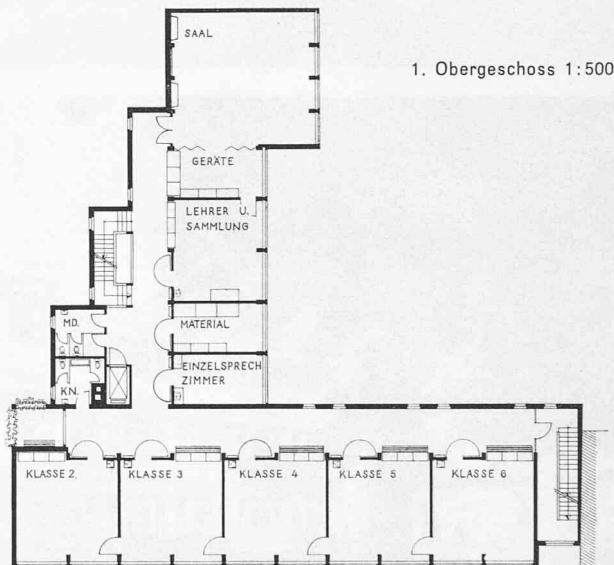 SAAL
1. Obergeschoss 1:500
GERÄTE
LEHRER U.
SAMMLUNG
MD.
MATERIAL
EINZELSPRECH
ZIMMER
KN.
KLASSE 2.
KLASSE 3
KLASSE 4
KLASSE 5
KLASSE 6